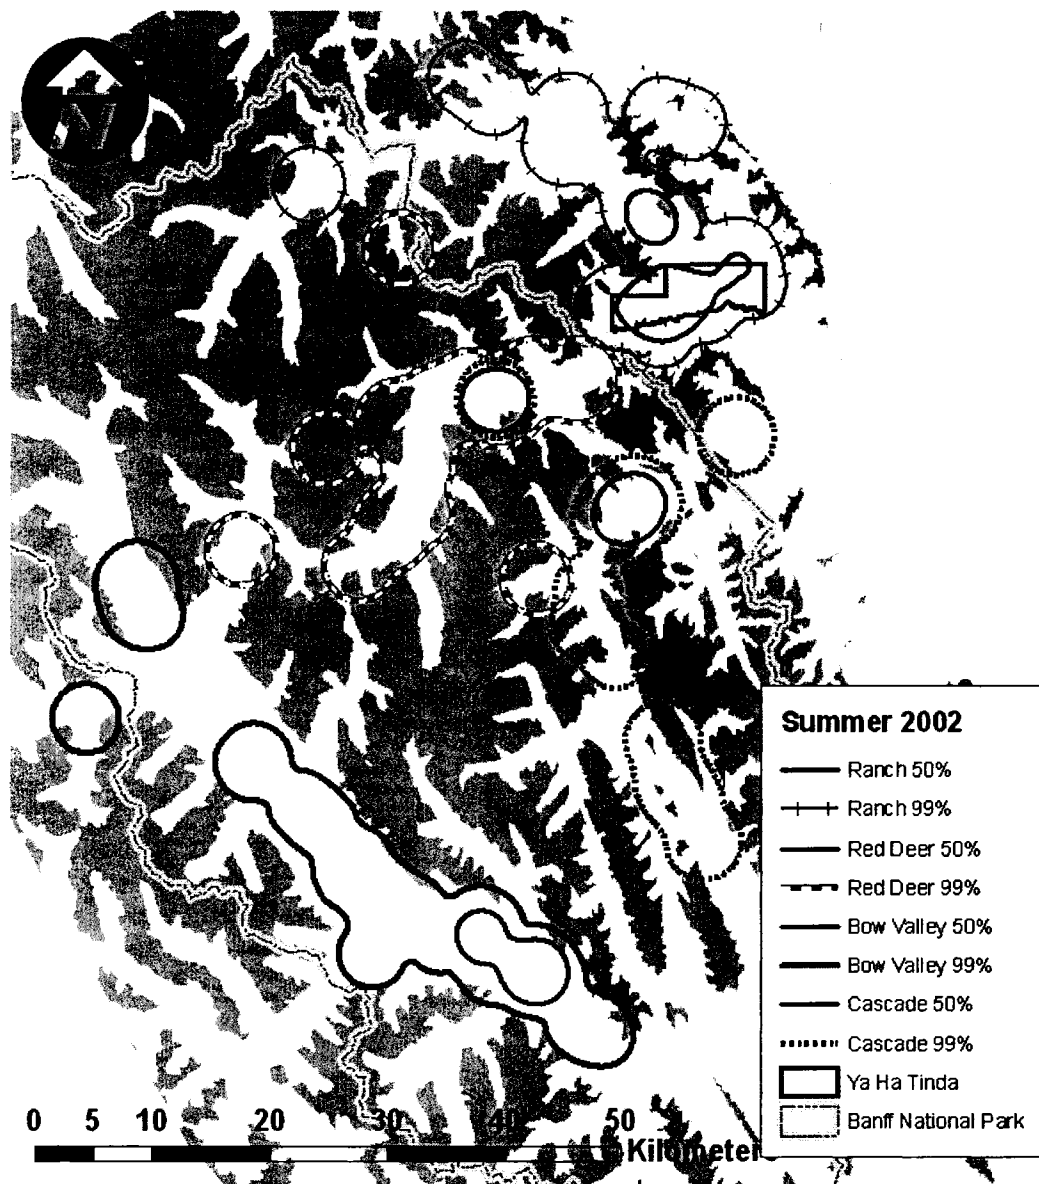 N
Summer 2002
Ranch 50%
Ranch 99%
Red Deer 50%
Red Deer 99%
Bow Valley 50%
Bow Valley 99%
Cascade 50%
Cascade 99%
Ya Ha Tinda
Banff National Park
0 5 10 20 30 40 50
Kilometers